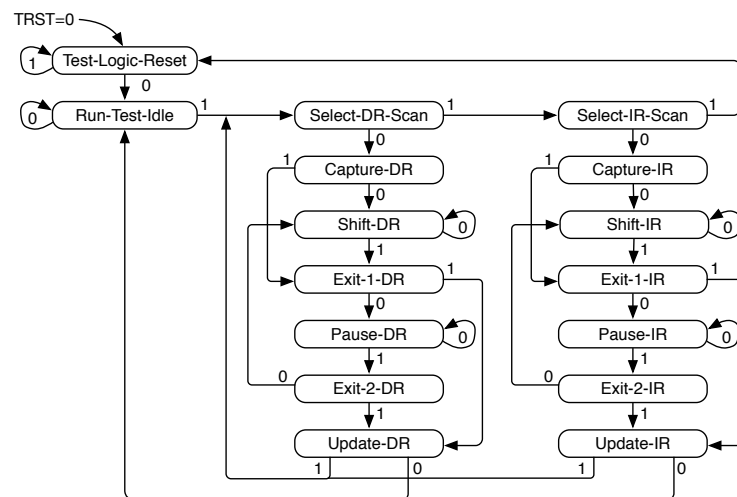 TRST=0
1 Test-Logic-Reset
0
0 Run-Test-Idle 1 Select-DR-Scan 1 Select-IR-Scan 1
0 0
1 Capture-DR 1 Capture-IR
0 0
Shift-DR 0 Shift-IR 0
1 1
Exit-1-DR 1 Exit-1-IR 1
0 0
Pause-DR 0 Pause-IR 0
1 1
0 Exit-2-DR 0 Exit-2-IR
1 1
Update-DR Update-IR
1 0 1 0